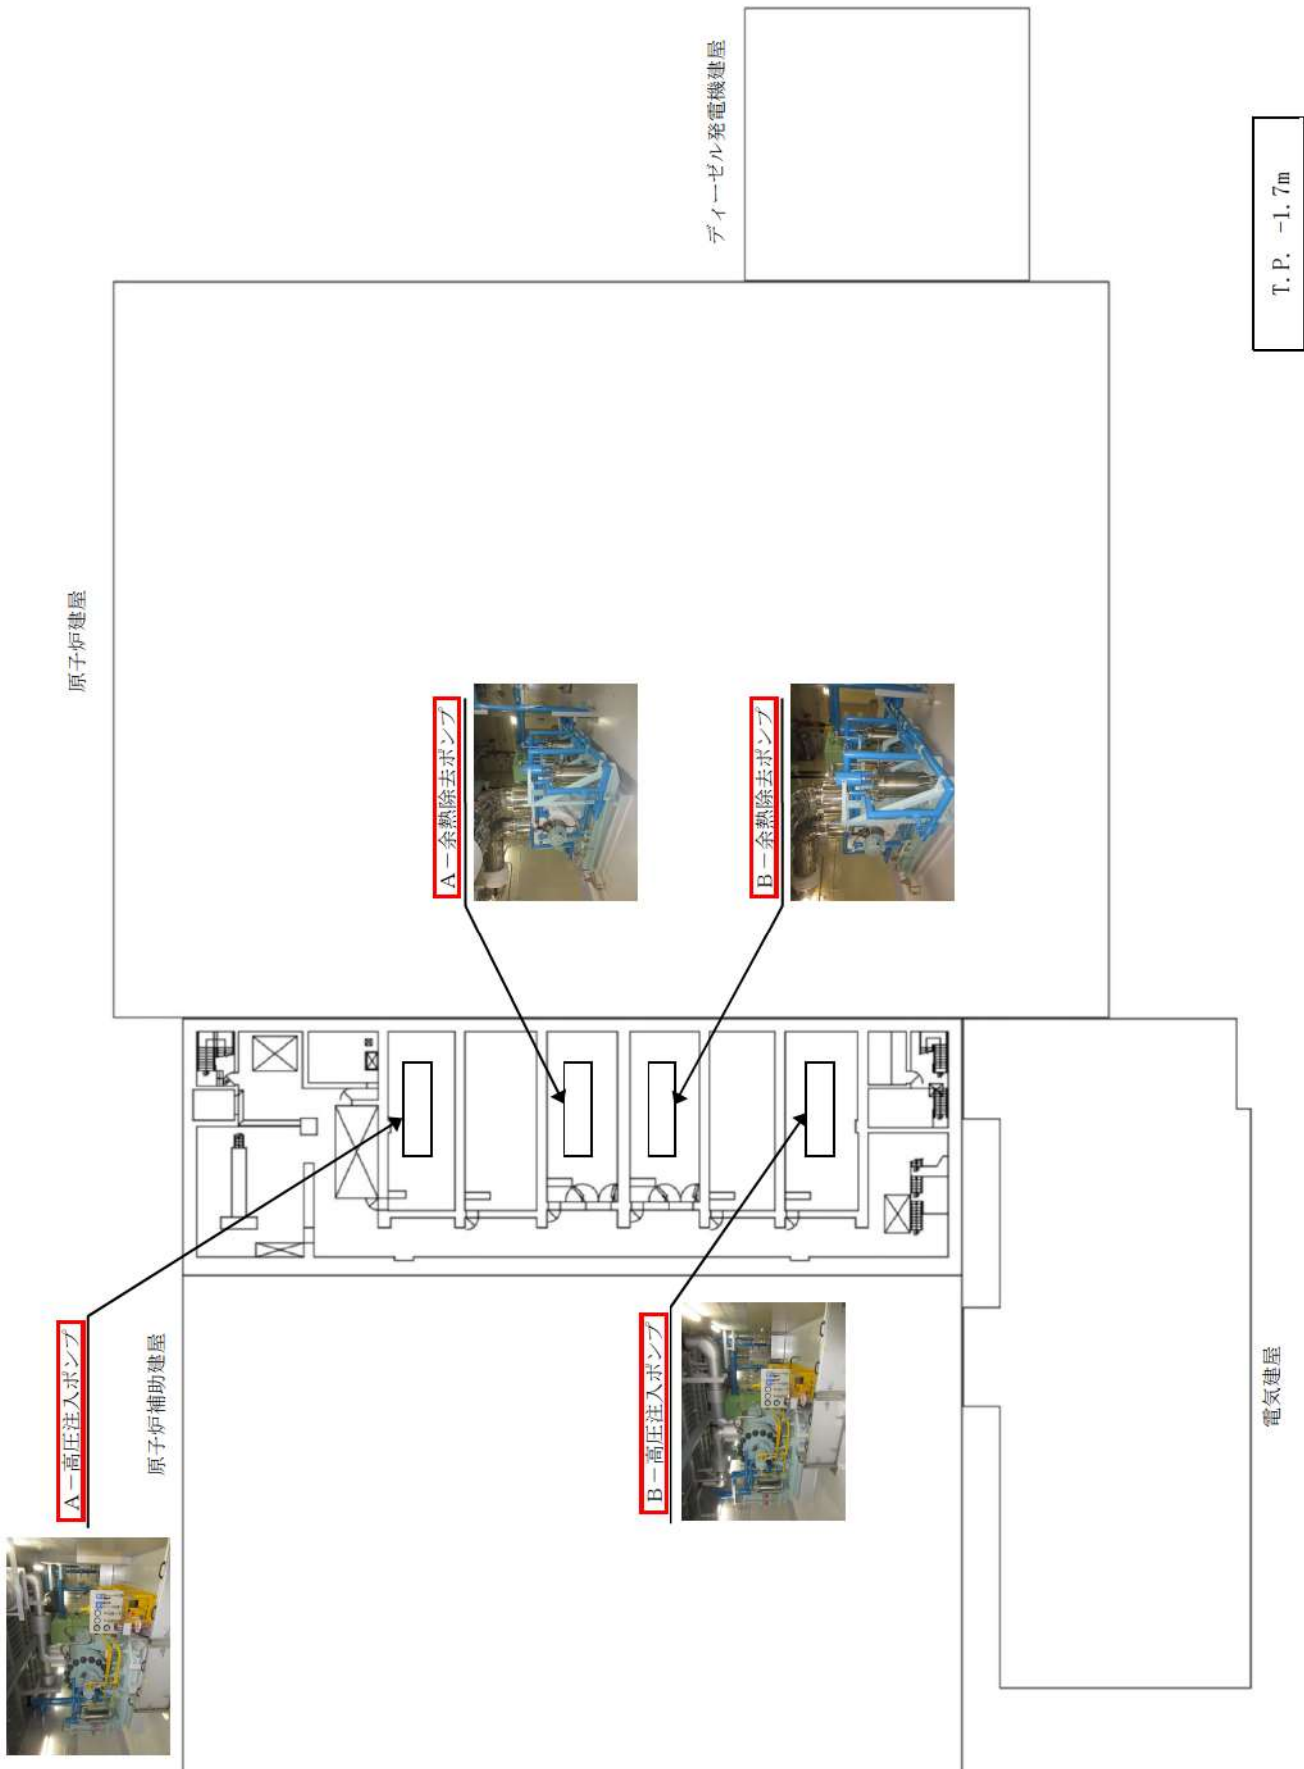 A－高圧注入ポンプ
原子炉補助建屋
B－高圧注入ポンプ
電気建屋
A－余熱除去ポンプ
B－余熱除去ポンプ
原子炉建屋
ディーゼル発電機建屋
T.P. -1.7m